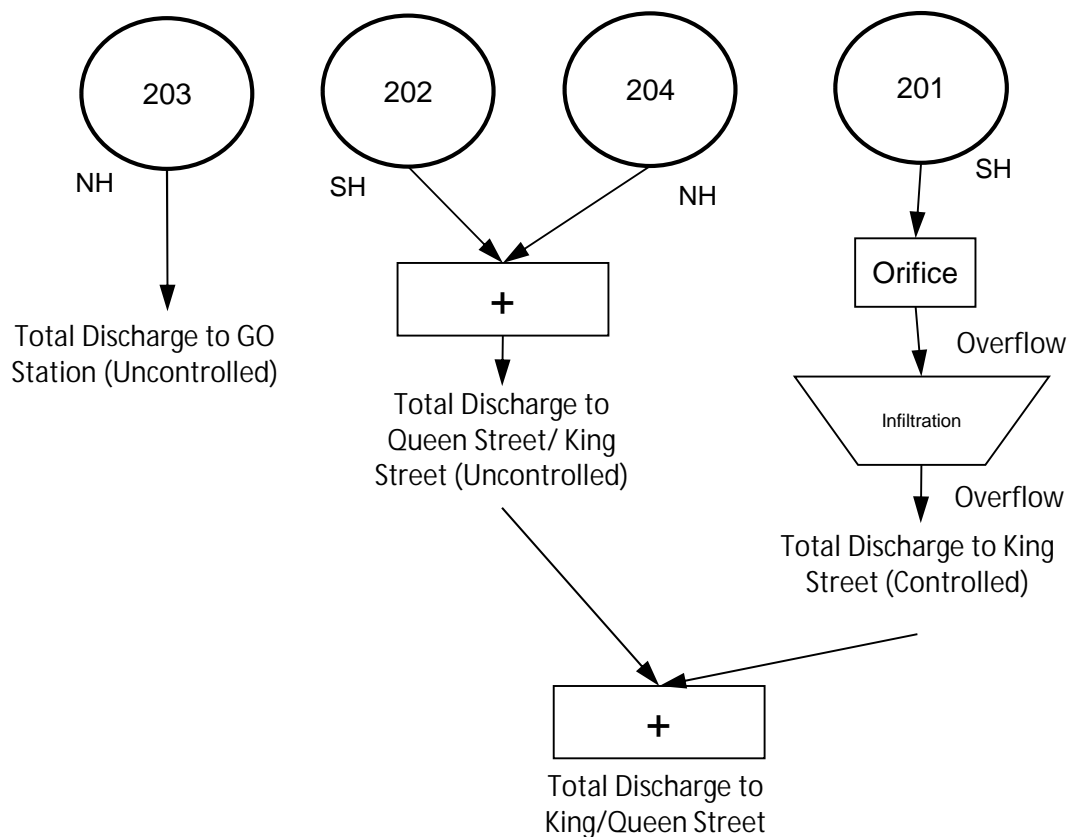 203
202
204
201
NH
SH
NH
SH
Orifice
+
Total Discharge to GO
Station (Uncontrolled)
Overflow
Total Discharge to
Queen Street/ King
Street (Uncontrolled)
Infiltration
Overflow
Total Discharge to King
Street (Controlled)
+
Total Discharge to
King/Queen Street